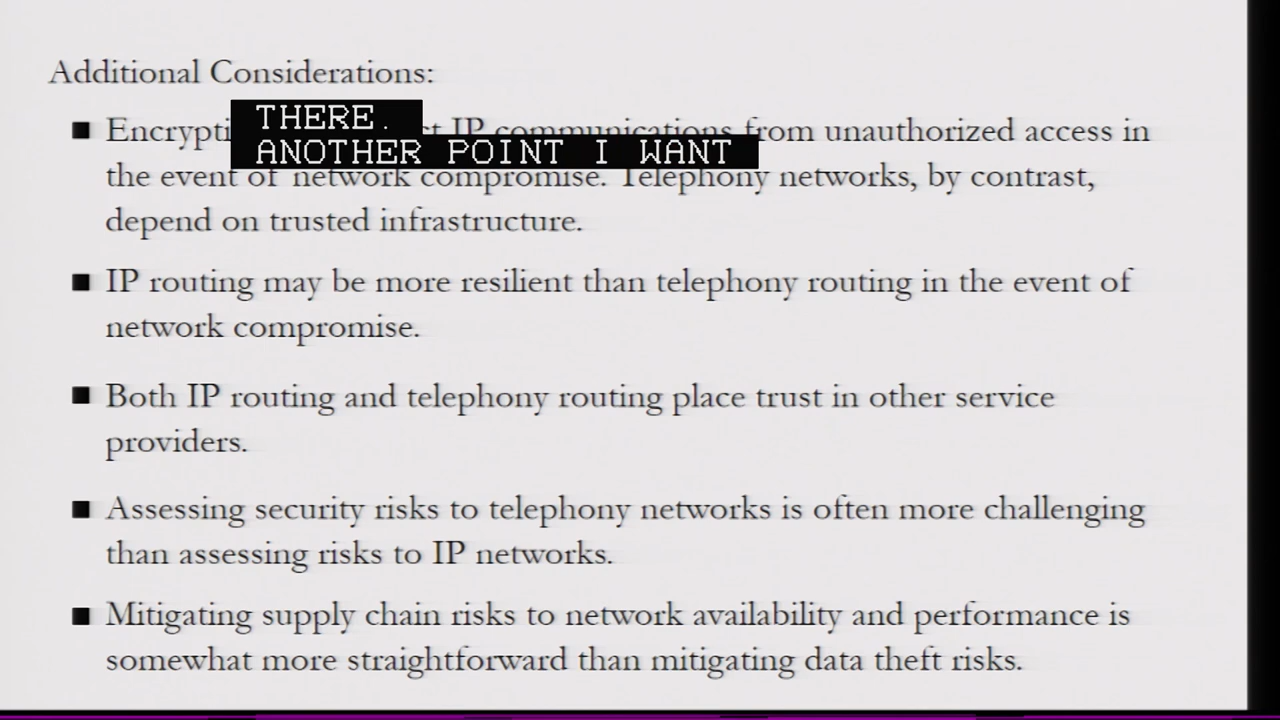 Additional Considerations:
THERE.
■ Encrypti t IP communications from unauthorized access in
ANOTHER POINT I WANT
the event of network compromise. Telephony networks, by contrast,
depend on trusted infrastructure.
■ IP routing may be more resilient than telephony routing in the event of
network compromise.
■ Both IP routing and telephony routing place trust in other service
providers.
■ Assessing security risks to telephony networks is often more challenging
than assessing risks to IP networks.
■ Mitigating supply chain risks to network availability and performance is
somewhat more straightforward than mitigating data theft risks.